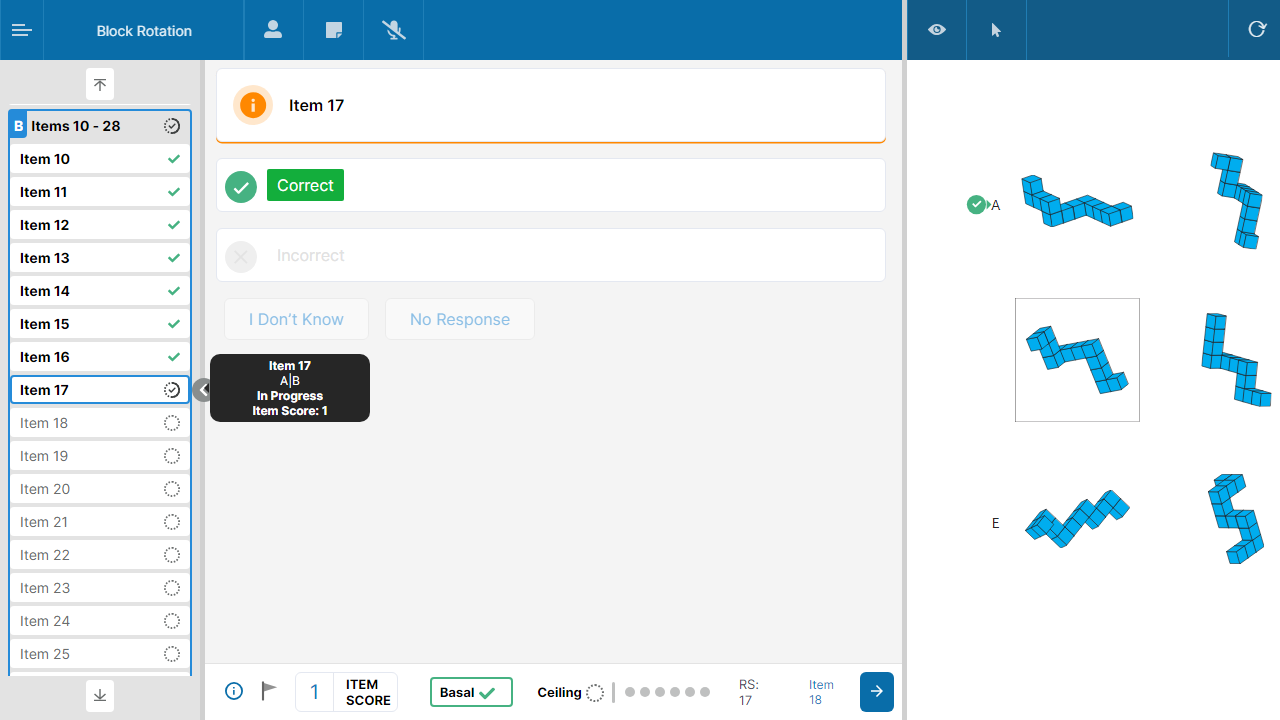 Block Rotation
B Items 10 - 28
Item 10
Item 11
Item 12
Item 13
Item 14
Item 15
Item 16
Item 17
Item 18
Item 19
Item 20
Item 21
Item 22
Item 23
Item 24
Item 25
Item 17
Correct
Incorrect
I Don't Know
No Response
Item 17
A|B
In Progress
Item Score: 1
1
ITEM
SCORE
Basal
Ceiling
RS:
17
Item
18
A
E